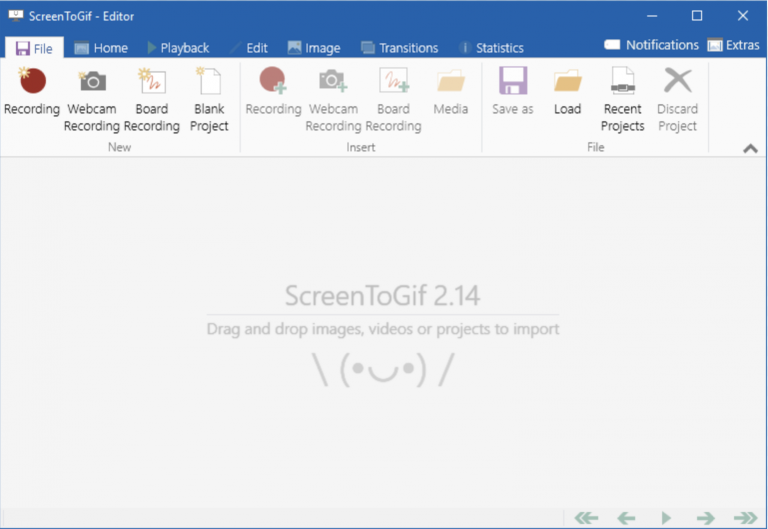 ScreenToGif - Editor
File Home Playback Edit Image Transitions Statistics Notifications Extras
Recording Webcam Recording Board Recording Blank Project
New
Recording Webcam Recording Board Recording Media
Insert
Save as Load Recent Projects Discard Project
File
ScreenToGif 2.14
Drag and drop images, videos or projects to import
\ (•◡•) /